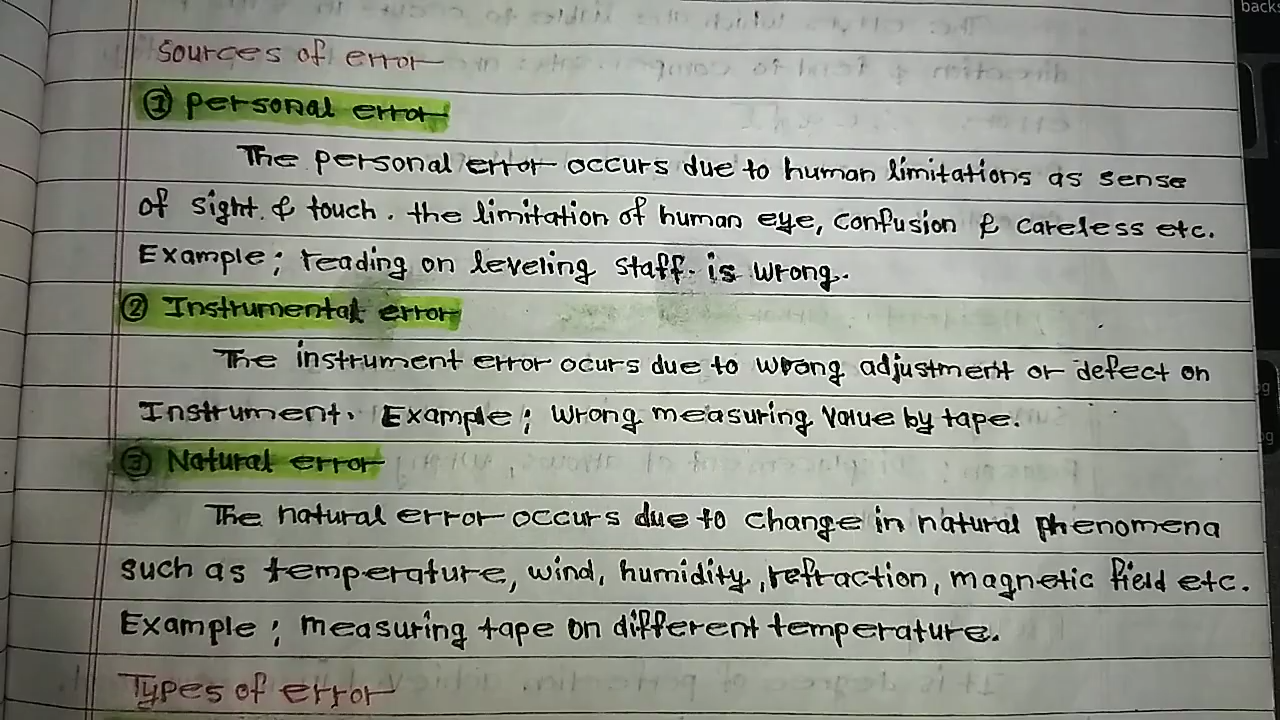 Sources of error
① personal error
The personal error occurs due to human limitations as sense
of sight & touch. the limitation of human eye, confusion & careless etc.
Example; reading on leveling staff is wrong.
② Instrumental error
The instrument error ocurs due to wrong adjustment or defect on
Instrument. Example; wrong measuring value by tape.
③ Natural error
The natural error occurs due to change in natural phenomena
such as temperature, wind, humidity, refraction, magnetic field etc.
Example; measuring tape on different temperature.
Types of error